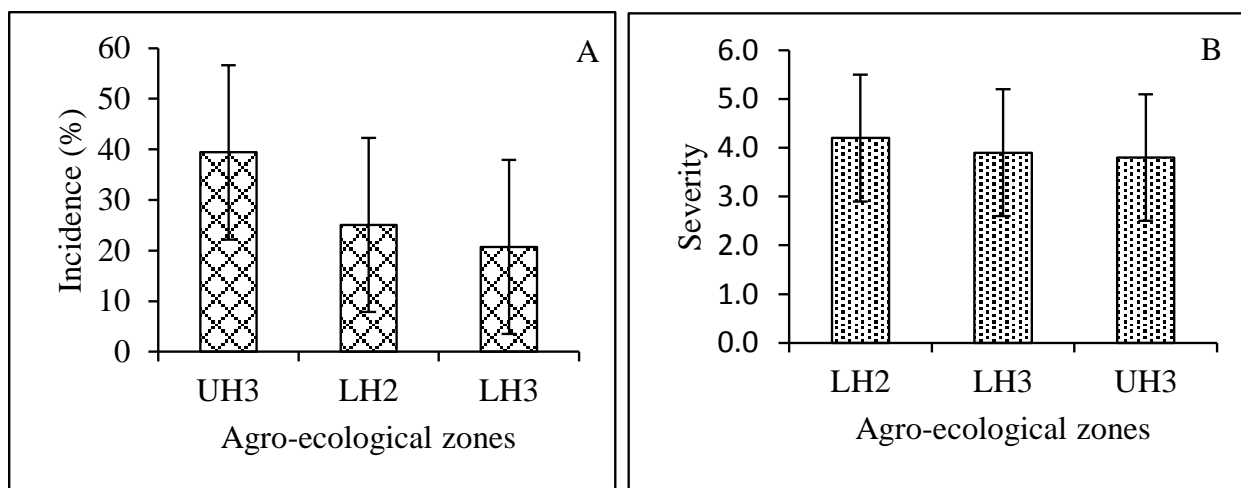 A
Incidence (%)
60
50
40
30
20
10
0
UH3 LH2 LH3
Agro-ecological zones
B
Severity
6.0
5.0
4.0
3.0
2.0
1.0
0.0
LH2 LH3 UH3
Agro-ecological zones